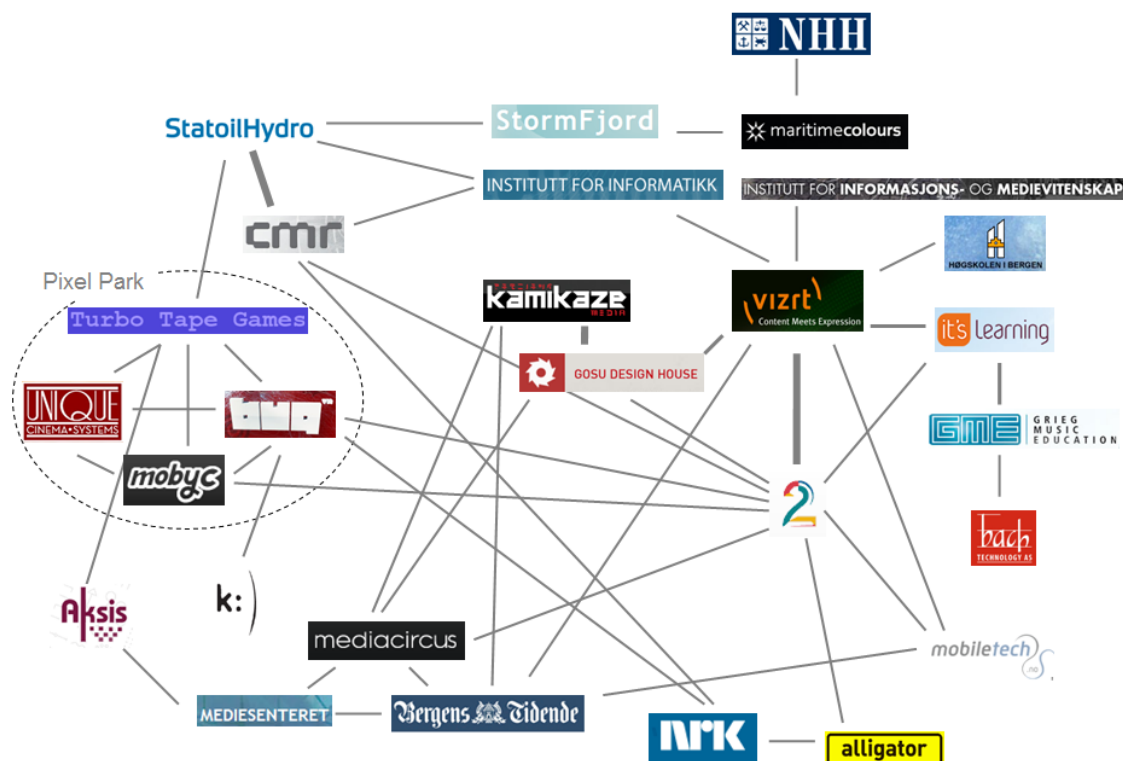 NHH
StatoilHydro
StormFjord
maritimecolours
INSTITUTT FOR INFORMATIKK
INSTITUTT FOR INFORMASJONS- OG MEDIEVITENSKAP
cmr
HØGSKOLEN I BERGEN
Pixel Park
kamikaze
MEDIA
vizrt
Content Meets Expression
Turbo Tape Games
it's Learning
GOSU DESIGN HOUSE
UNIQUE
CINEMA•SYSTEMS
GME
GRIEG
MUSIC
EDUCATION
mobyc
2
bach
TECHNOLOGY AS
Aksis
k:)
mediacircus
mobiletech
.no
MEDIESENTERET
Bergens Tidende
NRK
alligator